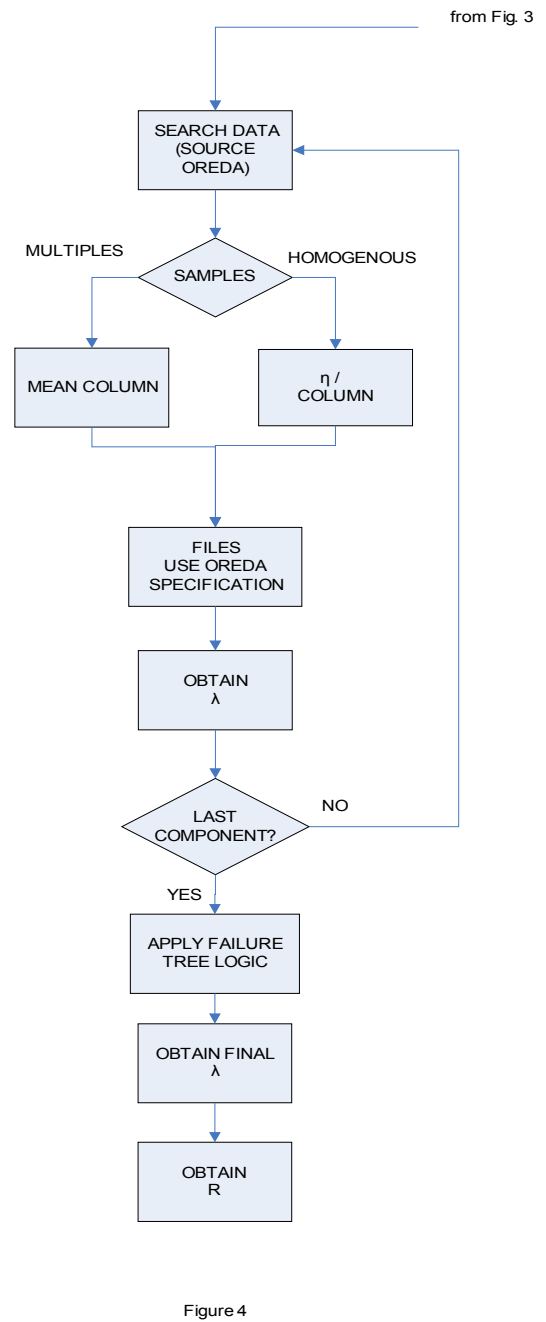 from Fig. 3
SEARCH DATA
(SOURCE
OREDA)
MULTIPLES
HOMOGENOUS
SAMPLES
MEAN COLUMN
η /
COLUMN
FILES
USE OREDA
SPECIFICATION
OBTAIN
λ
LAST
COMPONENT?
NO
YES
APPLY FAILURE
TREE LOGIC
OBTAIN FINAL
λ
OBTAIN
R
Figure 4